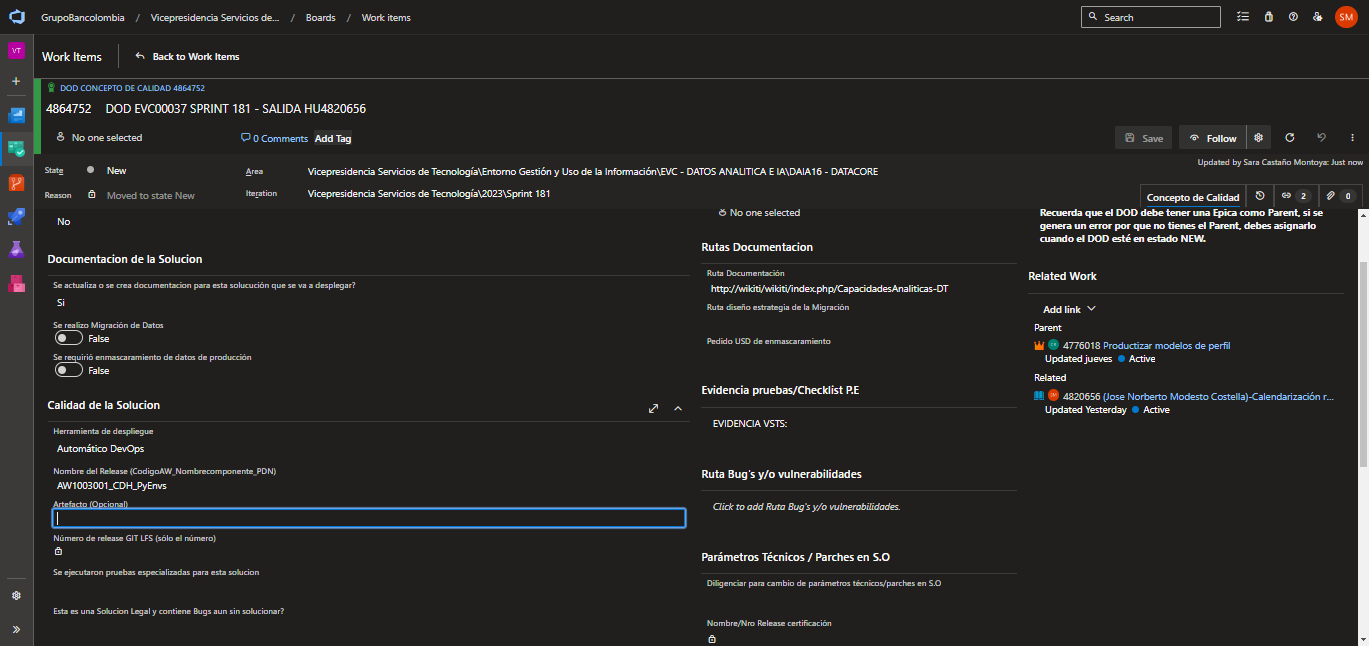 GrupoBancolombia / Vicepresidencia Servicios de... / Boards / Work items
Search
SM
VT
Work Items
Back to Work Items
DOD CONCEPTO DE CALIDAD 4864752
4864752 DOD EVC00037 SPRINT 181 - SALIDA HU4820656
No one selected
0 Comments
Add Tag
Save
Follow
Updated by Sara Castaño Montoya: Just now
State
New
Area
Vicepresidencia Servicios de Tecnología\Entorno Gestión y Uso de la Información\EVC - DATOS ANALITICA E IA\DAIA16 - DATACORE
Reason
Moved to state New
Iteration
Vicepresidencia Servicios de Tecnología\2023\Sprint 181
Concepto de Calidad
2
0
No
Documentacion de la Solucion
Se actualiza o se crea documentacion para esta solucución que se va a desplegar?
Si
Se realizo Migración de Datos
False
Se requirió enmascaramiento de datos de producción
False
Calidad de la Solucion
Herramienta de despliegue
Automático DevOps
Nombre del Release (CodigoAW_Nombrecomponente_PDN)
AW1003001_CDH_PyEnvs
Artefacto (Opcional)
Número de release GIT LFS (sólo el número)
Se ejecutaron pruebas especializadas para esta solucion
Esta es una Solucion Legal y contiene Bugs aun sin solucionar?
No one selected
Rutas Documentacion
Ruta Documentación
http://wikiti/wikiti/index.php/CapacidadesAnaliticas-DT
Ruta diseño estrategia de la Migración
Pedido USD de enmascaramiento
Evidencia pruebas/Checklist P.E
EVIDENCIA VSTS:
Ruta Bug's y/o vulnerabilidades
Click to add Ruta Bug's y/o vulnerabilidades.
Parámetros Técnicos / Parches en S.O
Diligenciar para cambio de parámetros técnicos/parches en S.O
Nombre/Nro Release certificación
Recuerda que el DOD debe tener una Epica como Parent, si se
genera un error por que no tienes el Parent, debes asignarlo
cuando el DOD esté en estado NEW.
Related Work
Add link
Parent
4776018 Productizar modelos de perfil
Updated jueves Active
Related
SM 4820656 (Jose Norberto Modesto Costella)-Calendarización r...
Updated Yesterday Active